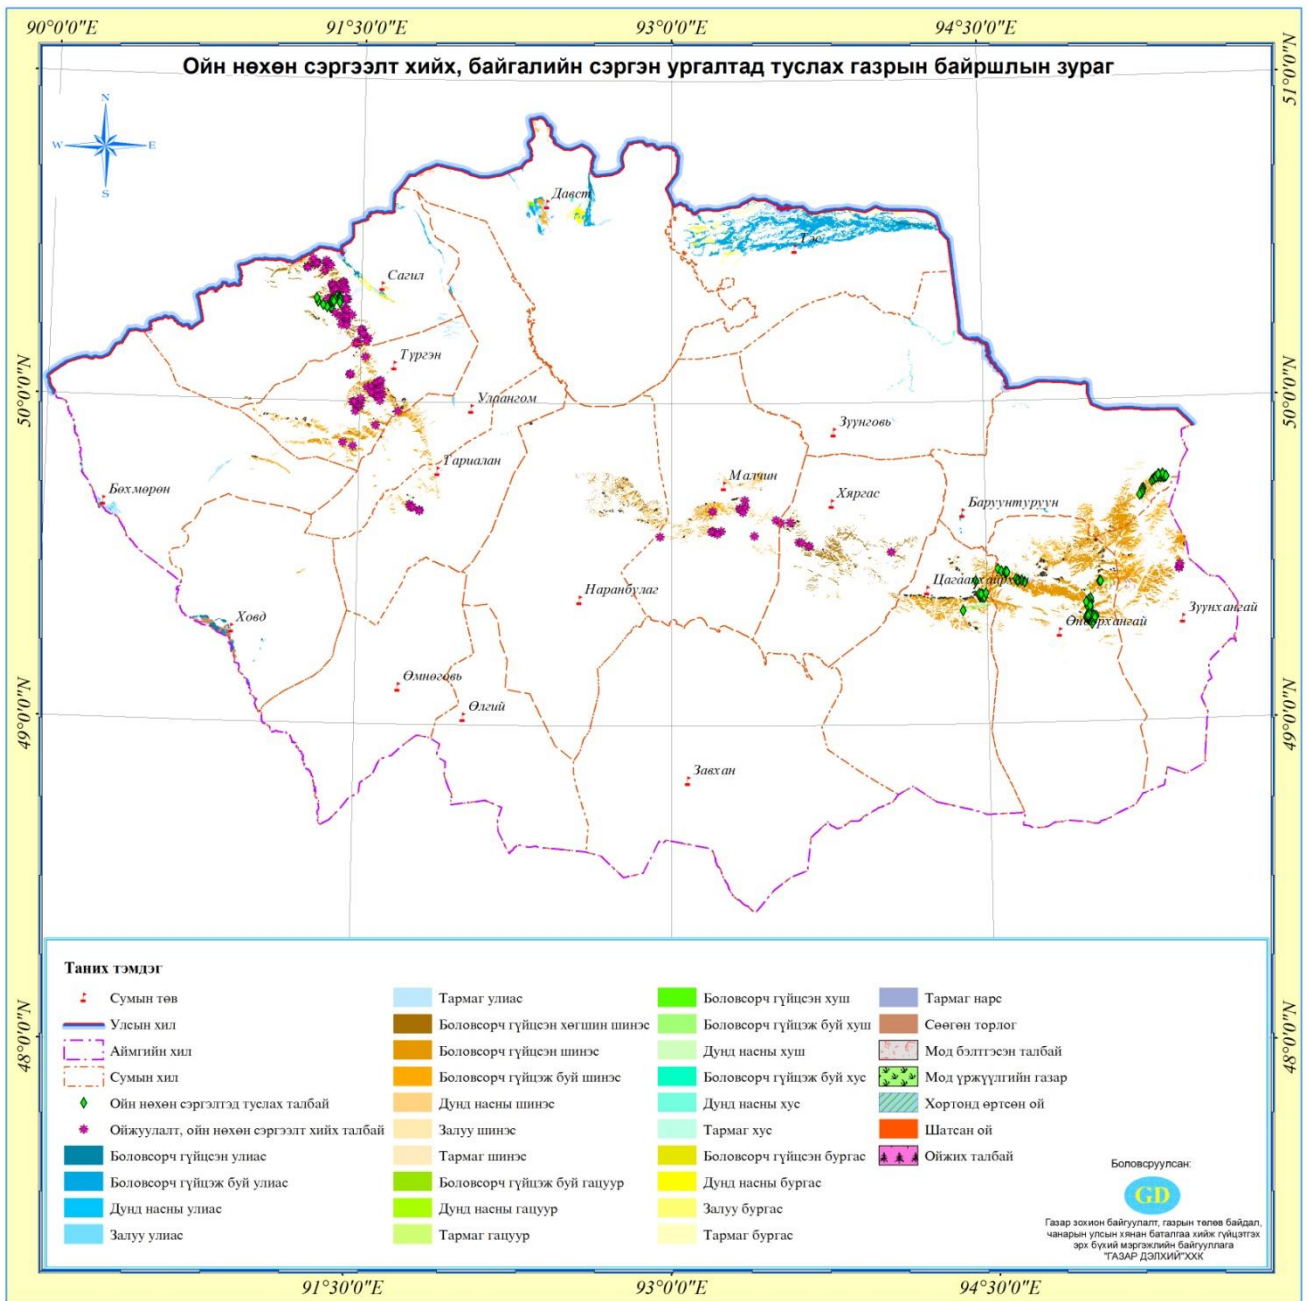 90°0'0"E 91°30'0"E 93°0'0"E 94°30'0"E
Ойн нөхөн сэргээлт хийх, байгалийн сэргэн ургалтад туслах газрын байршлын зураг
51°0'0"N
N
W E
S
Давст
Тэс
Сагил
Түргэн
50°0'0"N
50°0'0"N
Улаангом
Зүүнговь
Тариалан
Малчин
Бөхмөрөн
Хяргас
Баруунтуруун
Цагаанхайрхан
Наранбулаг
Зүүнхангай
Ховд
Өндөрхангай
Өмнөговь
Өлгий
49°0'0"N
49°0'0"N
Завхан
Таних тэмдэг
Сумын төв
Улсын хил
Аймгийн хил
Сумын хил
Ойн нөхөн сэргэлтэд туслах талбай
Ойжуулалт, ойн нөхөн сэргээлт хийх талбай
Боловсорч гүйцсэн улиас
Боловсорч гүйцэж буй улиас
Дунд насны улиас
Залуу улиас
Тармаг улиас
Боловсорч гүйцсэн хөгшин шинэс
Боловсорч гүйцсэн шинэс
Боловсорч гүйцэж буй шинэс
Дунд насны шинэс
Залуу шинэс
Тармаг шинэс
Боловсорч гүйцэж буй гацуур
Дунд насны гацуур
Тармаг гацуур
Боловсорч гүйцсэн хуш
Боловсорч гүйцэж буй хуш
Дунд насны хуш
Боловсорч гүйцэж буй хус
Дунд насны хус
Тармаг хус
Боловсорч гүйцсэн бургас
Дунд насны бургас
Залуу бургас
Тармаг бургас
Тармаг нарс
Сөөгөн торлог
Мод бэлтгэсэн талбай
Мод үржүүлгийн газар
Хортонд өртсөн ой
Шатсан ой
Ойжих талбай
48°0'0"N
48°0'0"N
Боловсруулсан:
GD
Газар зохион байгуулалт, газрын төлөв байдал,
чанарын улсын хянан баталгаа хийж гүйцэтгэх
эрх бүхий мэргэжлийн байгууллага
"ГАЗАР ДЭЛХИЙ"ХХК
91°30'0"E 93°0'0"E 94°30'0"E